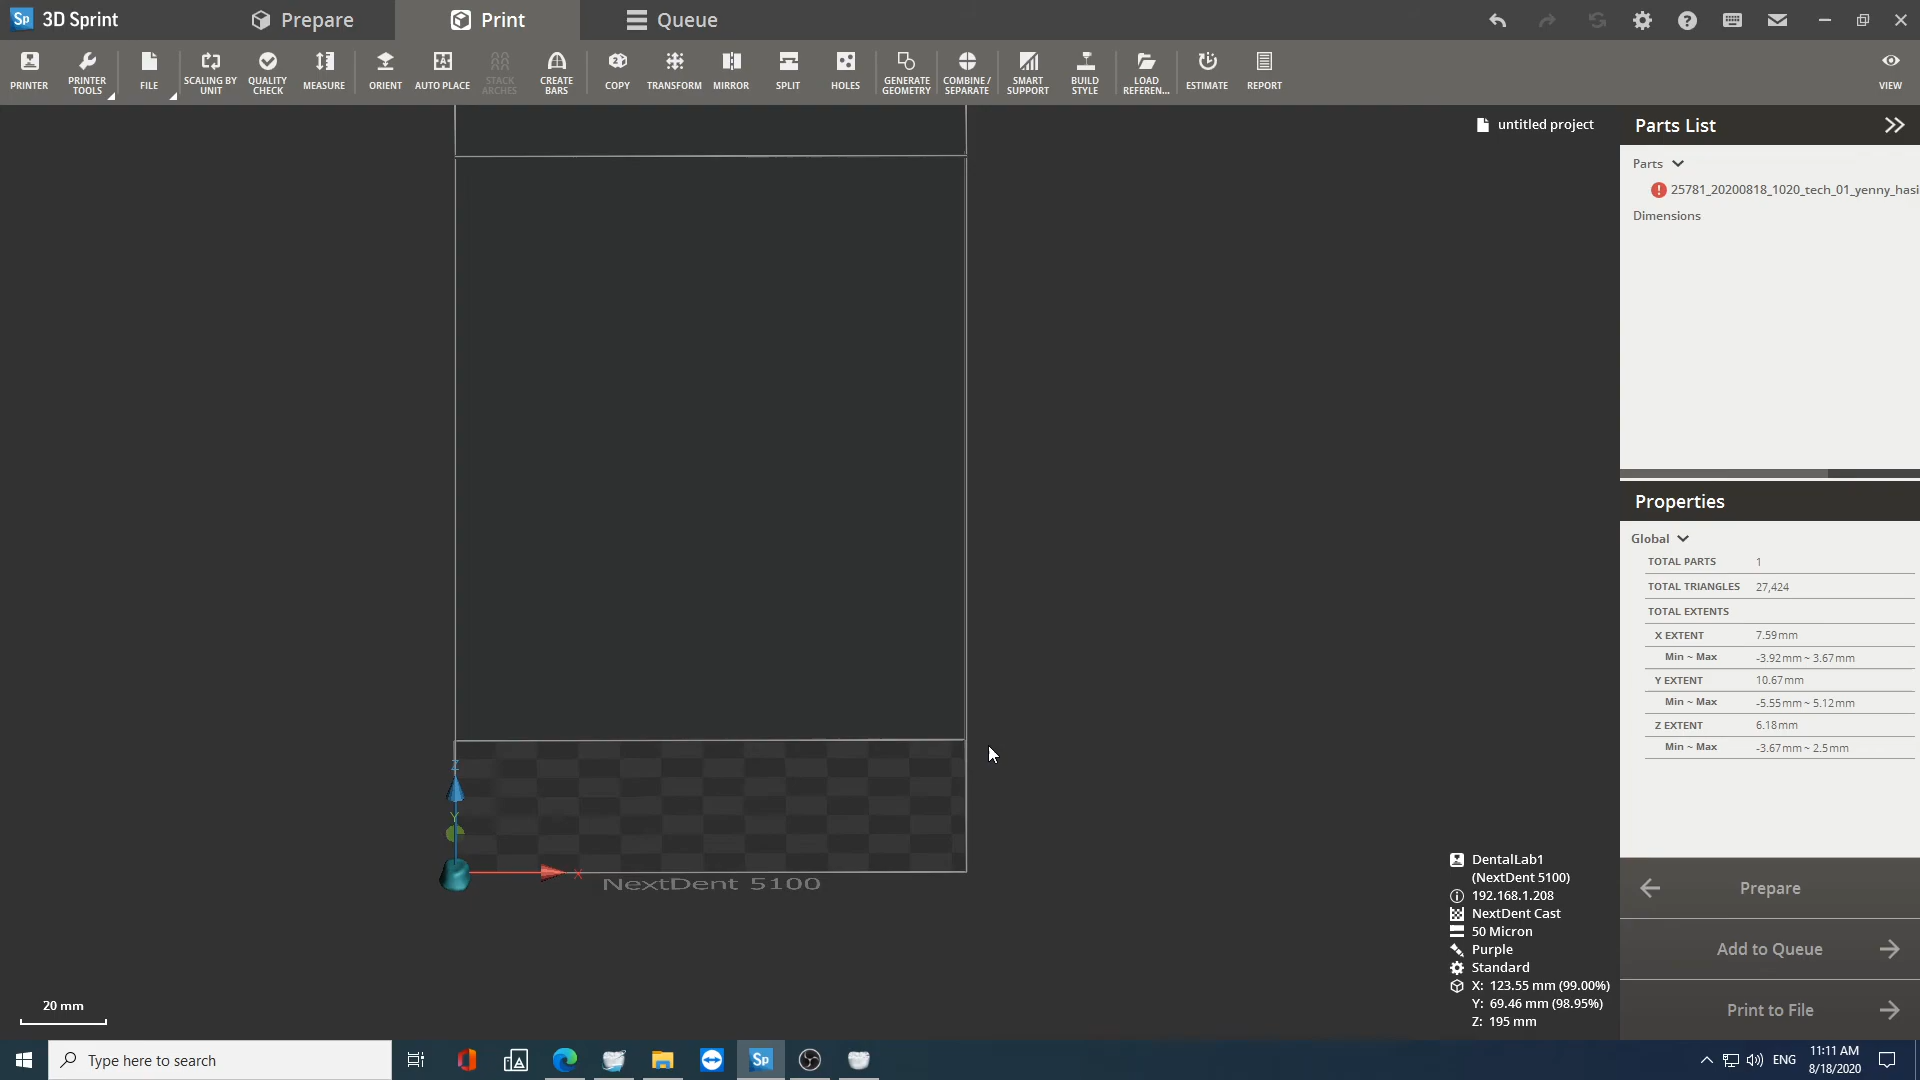 Sp 3D Sprint
Prepare
Print
Queue
PRINTER
PRINTER TOOLS
FILE
SCALING BY UNIT
QUALITY CHECK
MEASURE
ORIENT
AUTO PLACE
STACK ARCHES
CREATE BARS
COPY
TRANSFORM
MIRROR
SPLIT
HOLES
GENERATE GEOMETRY
COMBINE / SEPARATE
SMART SUPPORT
BUILD STYLE
LOAD REFEREN...
ESTIMATE
REPORT
VIEW
untitled project
Parts List
Parts
25781_20200818_1020_tech_01_yenny_hasi
Dimensions
Properties
Global
TOTAL PARTS 1
TOTAL TRIANGLES 27,424
TOTAL EXTENTS
X EXTENT 7.59mm
Min ~ Max -3.92mm ~ 3.67mm
Y EXTENT 10.67mm
Min ~ Max -5.55mm ~ 5.12mm
Z EXTENT 6.18mm
Min ~ Max -3.67mm ~ 2.5mm
Z
Y
X
NextDent 5100
DentalLab1
(NextDent 5100)
192.168.1.208
NextDent Cast
50 Micron
Purple
Standard
X: 123.55 mm (99.00%)
Y: 69.46 mm (98.95%)
Z: 195 mm
Prepare
Add to Queue
Print to File
20 mm
Type here to search
Sp
ENG
11:11 AM
8/18/2020